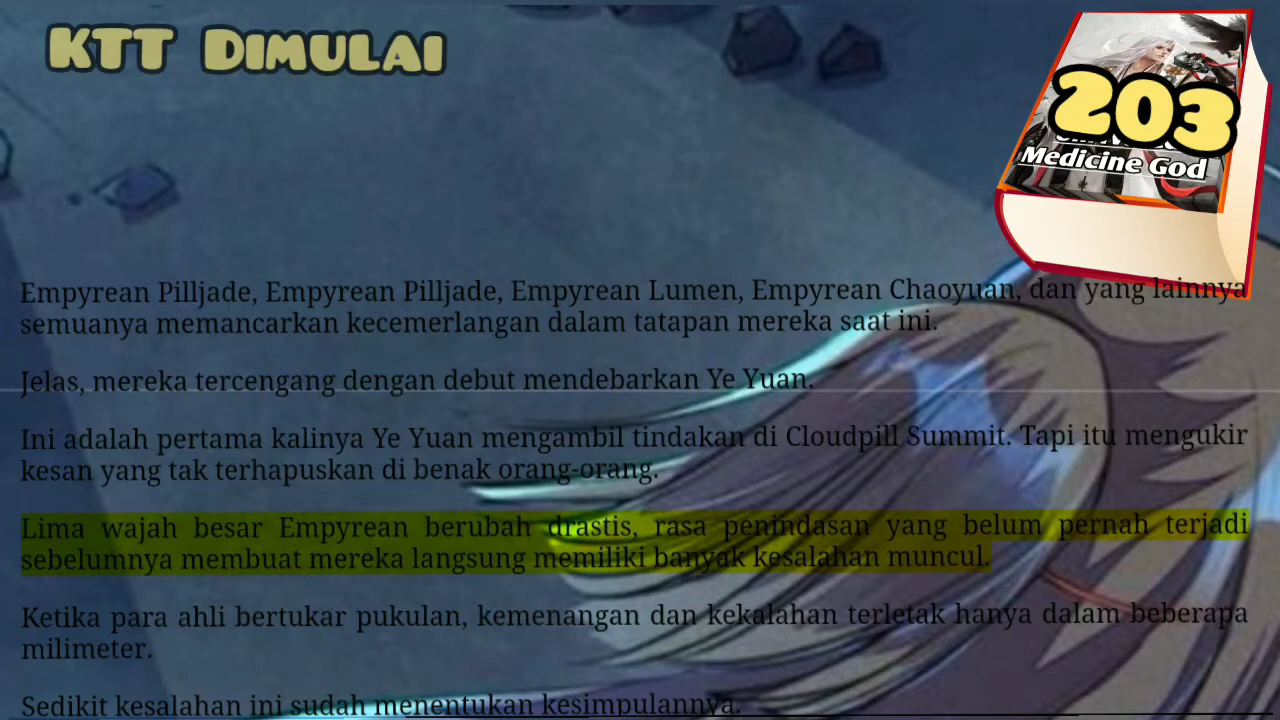 KTT DIMULAI
203
Medicine God
Empyrean Pilljade, Empyrean Pilljade, Empyrean Lumen, Empyrean Chaoyuan, dan yang lainnya
semuanya memancarkan kecemerlangan dalam tatapan mereka saat ini.
Jelas, mereka tercengang dengan debut mendebarkan Ye Yuan.
Ini adalah pertama kalinya Ye Yuan mengambil tindakan di Cloudpill Summit. Tapi itu mengukir
kesan yang tak terhapuskan di benak orang-orang.
Lima wajah besar Empyrean berubah drastis, rasa penindasan yang belum pernah terjadi
sebelumnya membuat mereka langsung memiliki banyak kesalahan muncul.
Ketika para ahli bertukar pukulan, kemenangan dan kekalahan terletak hanya dalam beberapa
milimeter.
Sedikit kesalahan ini sudah menentukan kesimpulannya.